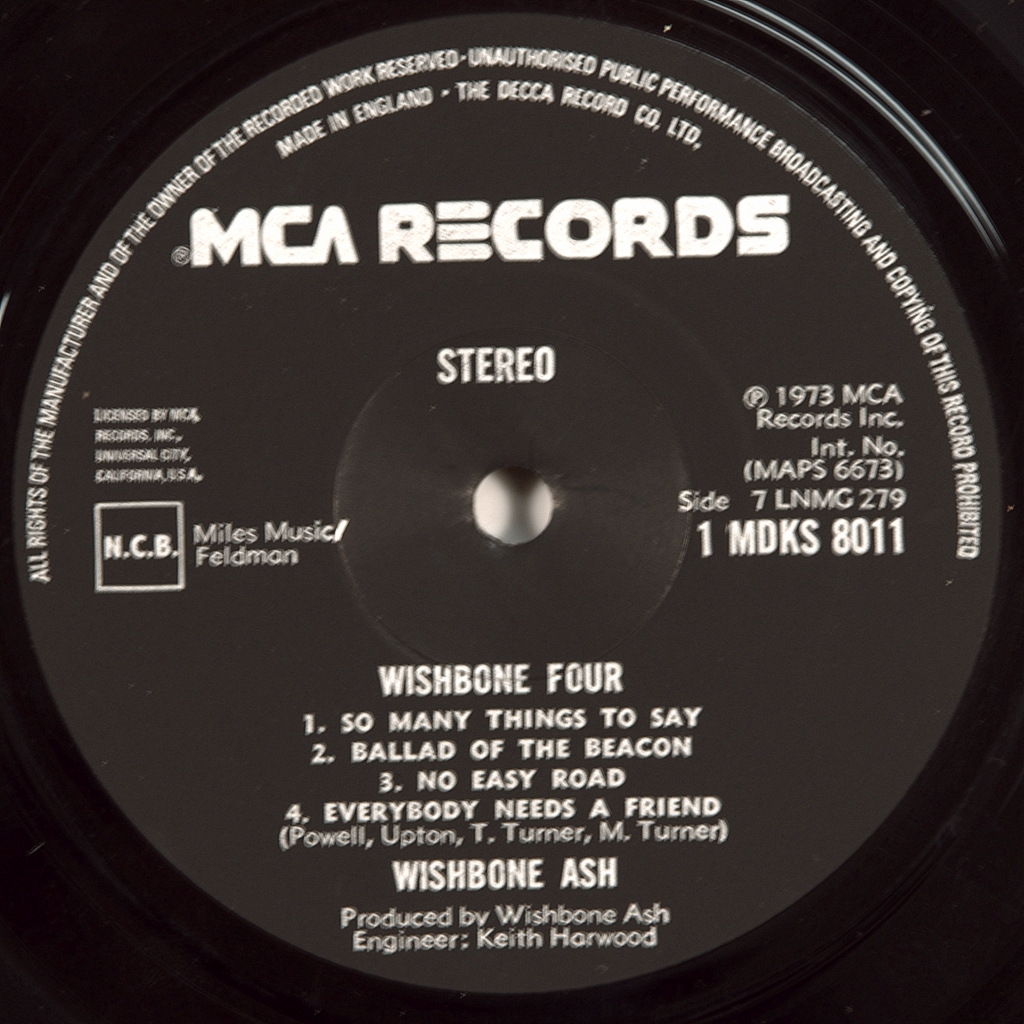 ALL RIGHTS OF THE MANUFACTURER AND OF THE OWNER OF THE RECORDED WORK RESERVED · UNAUTHORISED PUBLIC PERFORMANCE BROADCASTING AND COPYING OF THIS RECORD PROHIBITED
MADE IN ENGLAND · THE DECCA RECORD CO, LTD,
®MCA RECORDS
STEREO
LICENSED BY MCA,
RECORDS, INC.,
UNIVERSAL CITY,
CALIFORNIA, U.S.A.
N.C.B.
Miles Music/
Feldman
℗ 1973 MCA
Records Inc.
Int. No.
(MAPS 6673)
Side 7 LNMG 279
1 MDKS 8011
WISHBONE FOUR
1. SO MANY THINGS TO SAY
2. BALLAD OF THE BEACON
3. NO EASY ROAD
4. EVERYBODY NEEDS A FRIEND
(Powell, Upton, T. Turner, M. Turner)
WISHBONE ASH
Produced by Wishbone Ash
Engineer: Keith Harwood